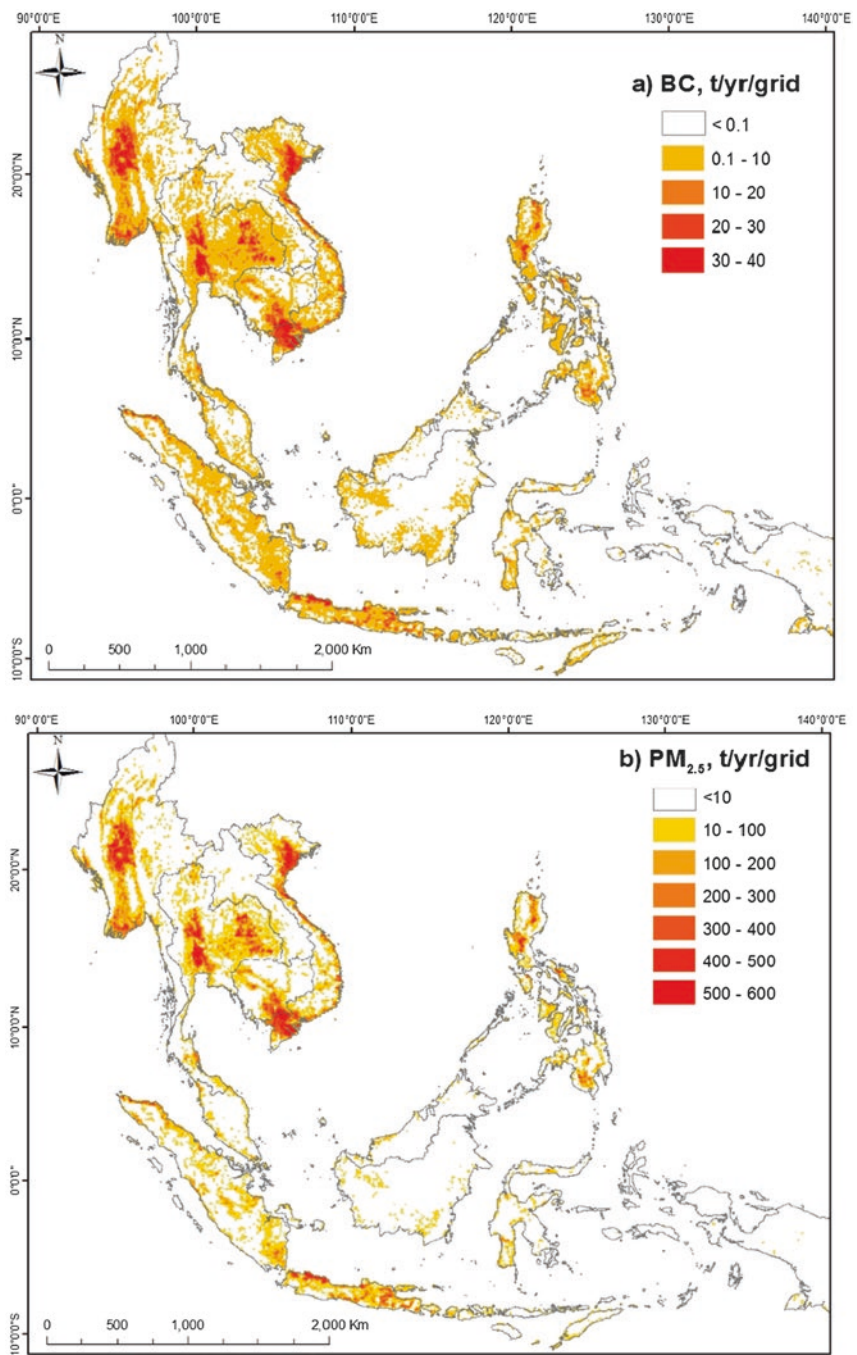 90°0'0"E 100°0'0"E 110°0'0"E 120°0'0"E 130°0'0"E 140°0'0"E
N
a) BC, t/yr/grid
< 0.1
0.1 - 10
10 - 20
20 - 30
30 - 40
20°0'0"N
10°0'0"N
0°0'0"
10°0'0"S
0 500 1,000 2,000 Km
90°0'0"E 100°0'0"E 110°0'0"E 120°0'0"E 130°0'0"E 140°0'0"E
N
b) PM2.5, t/yr/grid
<10
10 - 100
100 - 200
200 - 300
300 - 400
400 - 500
500 - 600
20°0'0"N
10°0'0"N
0°0'0"
10°0'0"S
0 500 1,000 2,000 Km